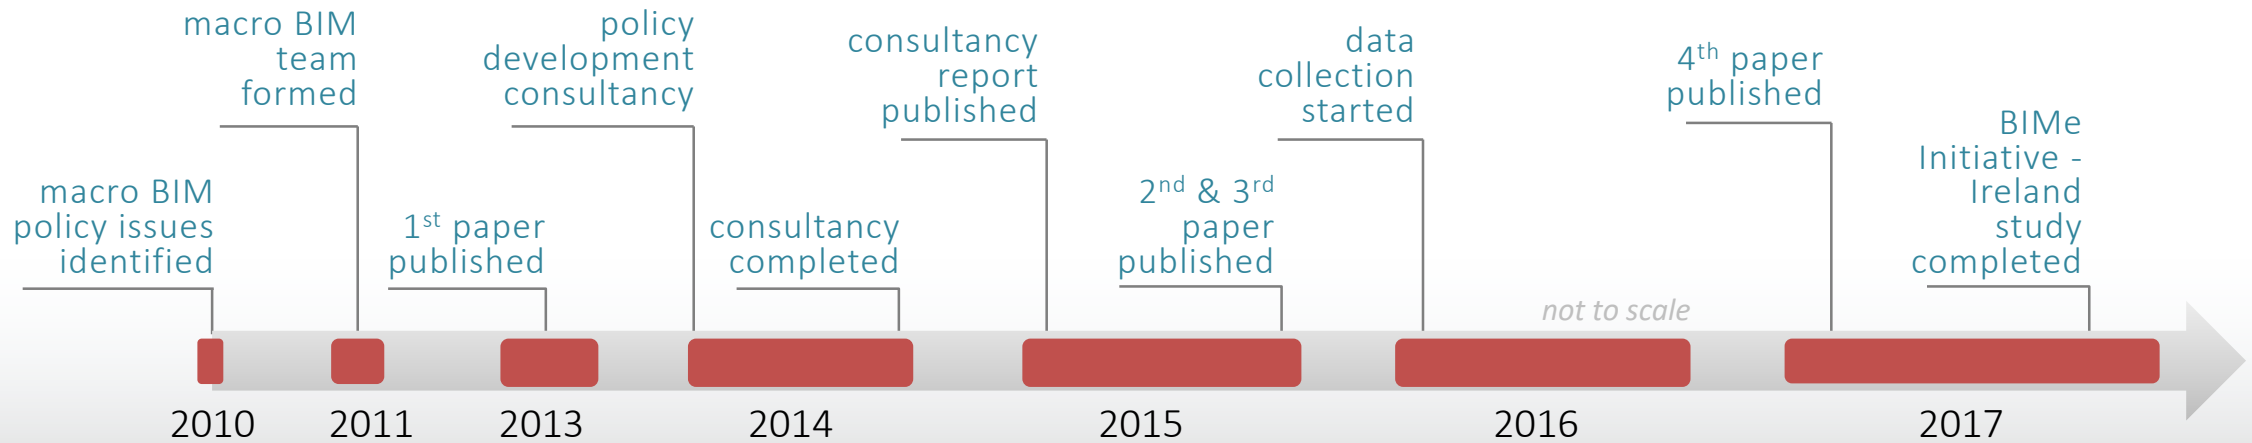 macro BIM
policy issues
identified
macro BIM
team
formed
1st paper
published
policy
development
consultancy
consultancy
completed
consultancy
report
published
2nd & 3rd
paper
published
data
collection
started
not to scale
4th paper
published
BIMe
Initiative -
Ireland
study
completed
2010
2011
2013
2014
2015
2016
2017